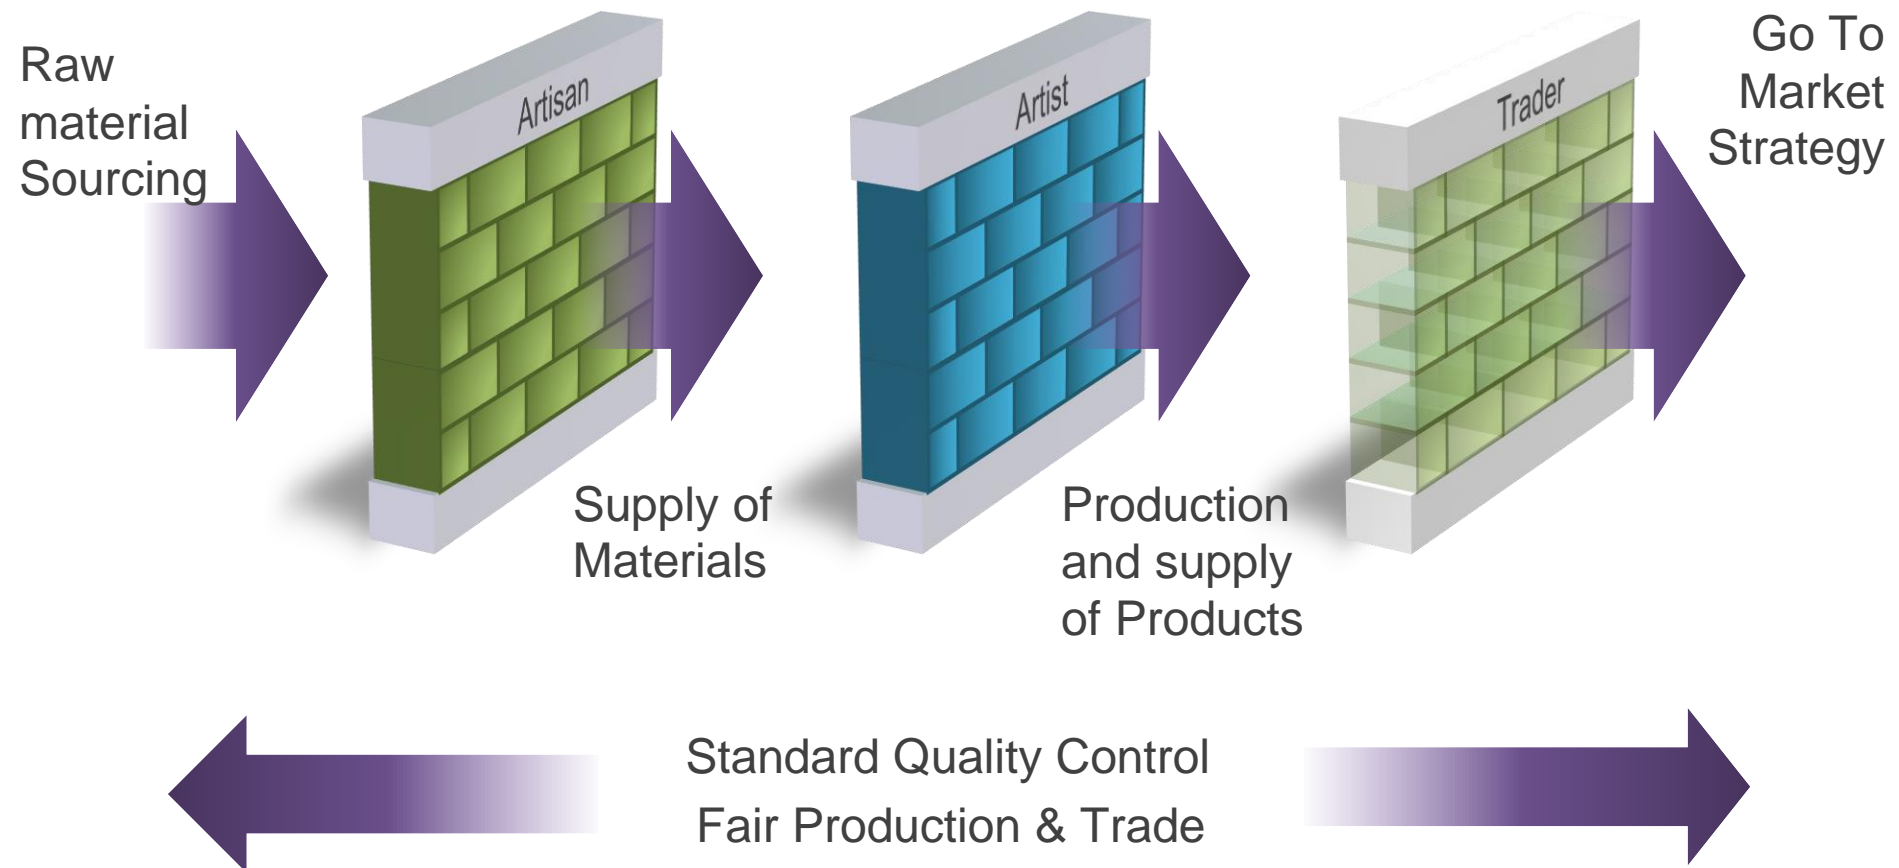 Raw
material
Sourcing
Artisan
Supply of
Materials
Artist
Production
and supply
of Products
Trader
Go To
Market
Strategy
Standard Quality Control
Fair Production & Trade